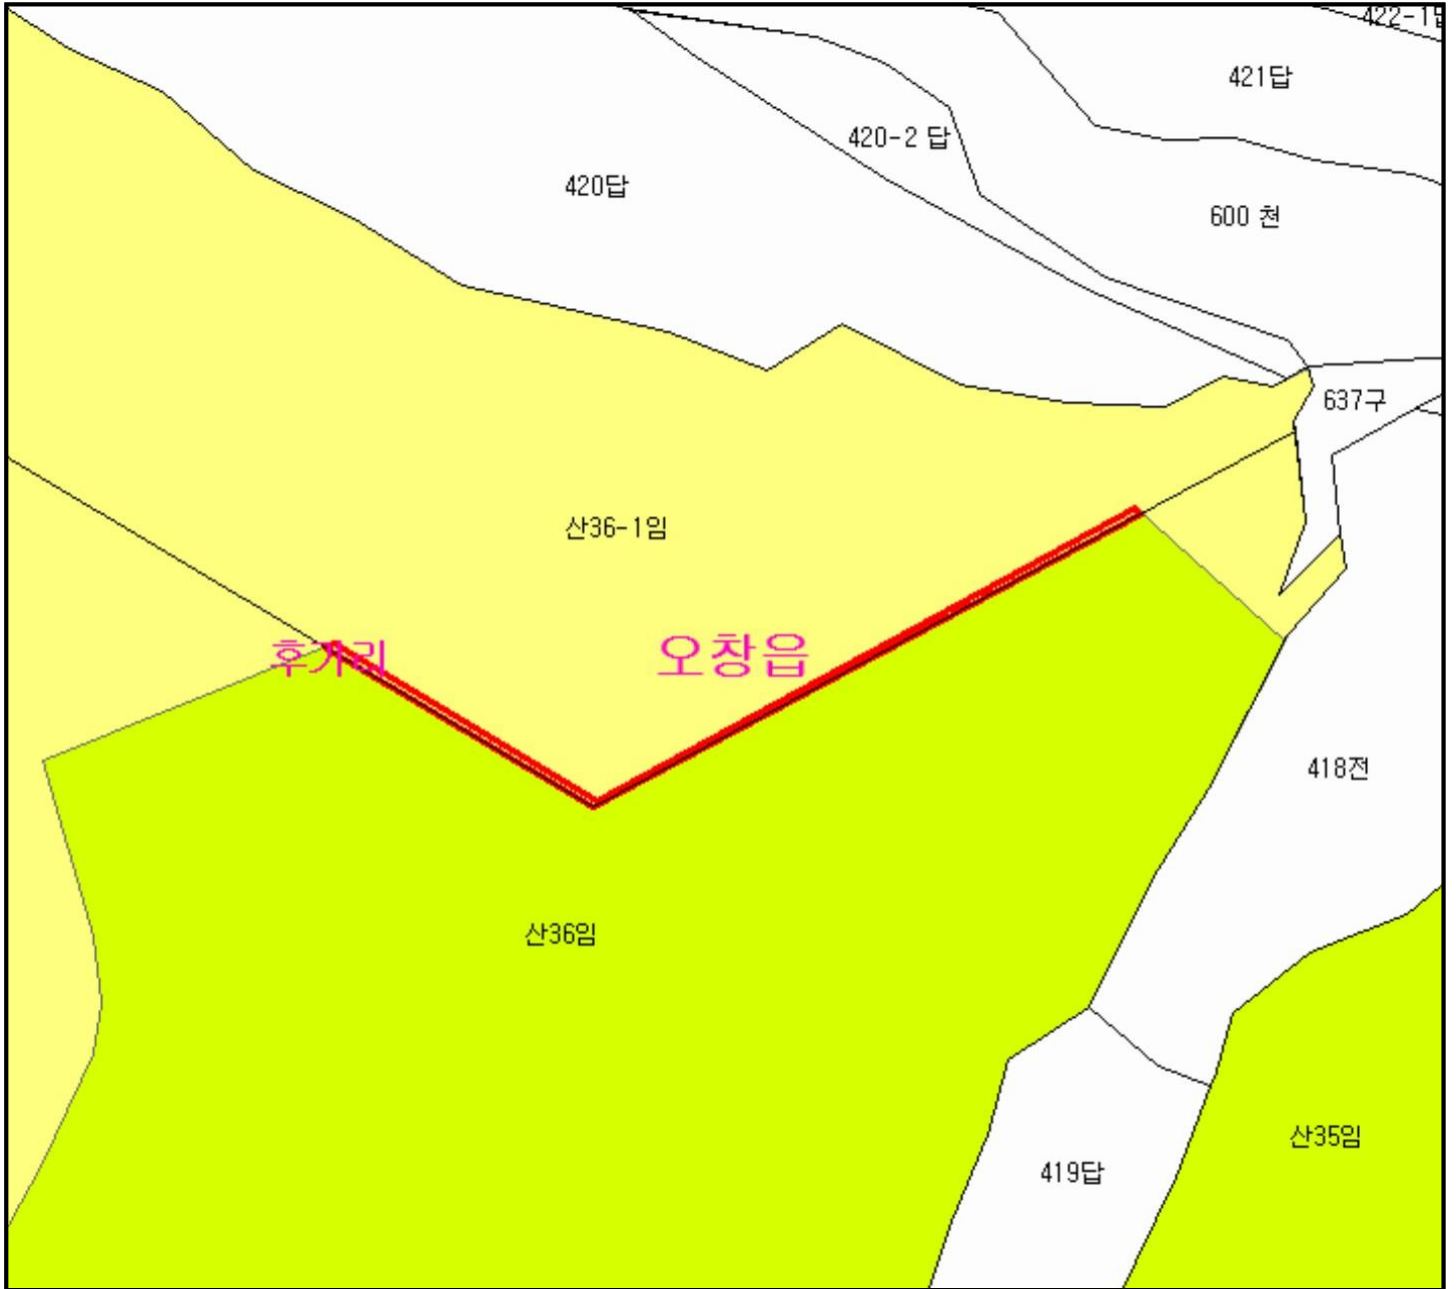 422-1답
421답
420-2 답
420답
600 천
637구
산36-1임
후기리
오창읍
418전
산36임
산35임
419답